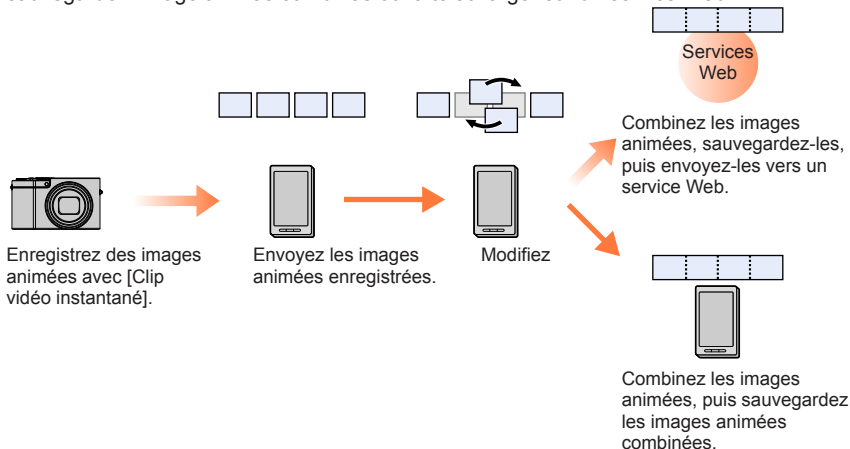 Services
Web
Combinez les images
animées, sauvegardez-les,
puis envoyez-les vers un
service Web.
Enregistrez des images
animées avec [Clip
vidéo instantané].
Envoyez les images
animées enregistrées.
Modifiez
Combinez les images
animées, puis sauvegardez
les images animées
combinées.